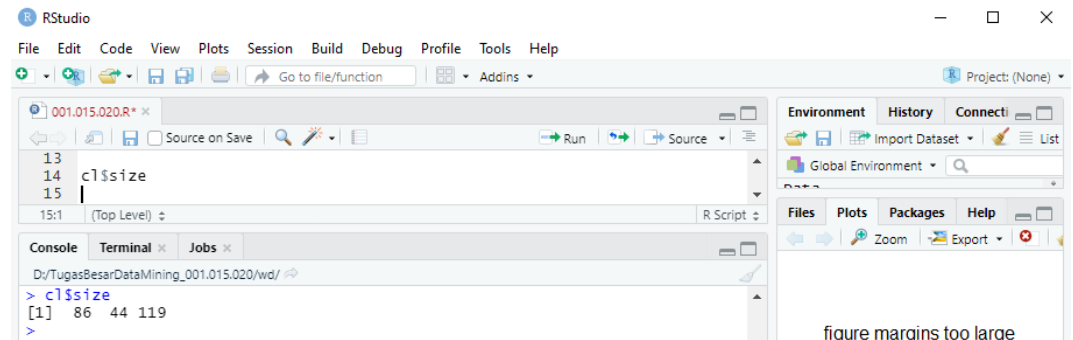 RStudio
File Edit Code View Plots Session Build Debug Profile Tools Help
Go to file/function Addins Project: (None)
001.015.020.R*
Source on Save Run Source
13
14 cl$size
15
15:1 (Top Level) R Script
Console Terminal Jobs
D:/TugasBesarDataMining_001.015.020/wd/
> cl$size
[1] 86 44 119
>
Environment History Connecti
Import Dataset List
Global Environment
Files Plots Packages Help
Zoom Export
figure margins too large